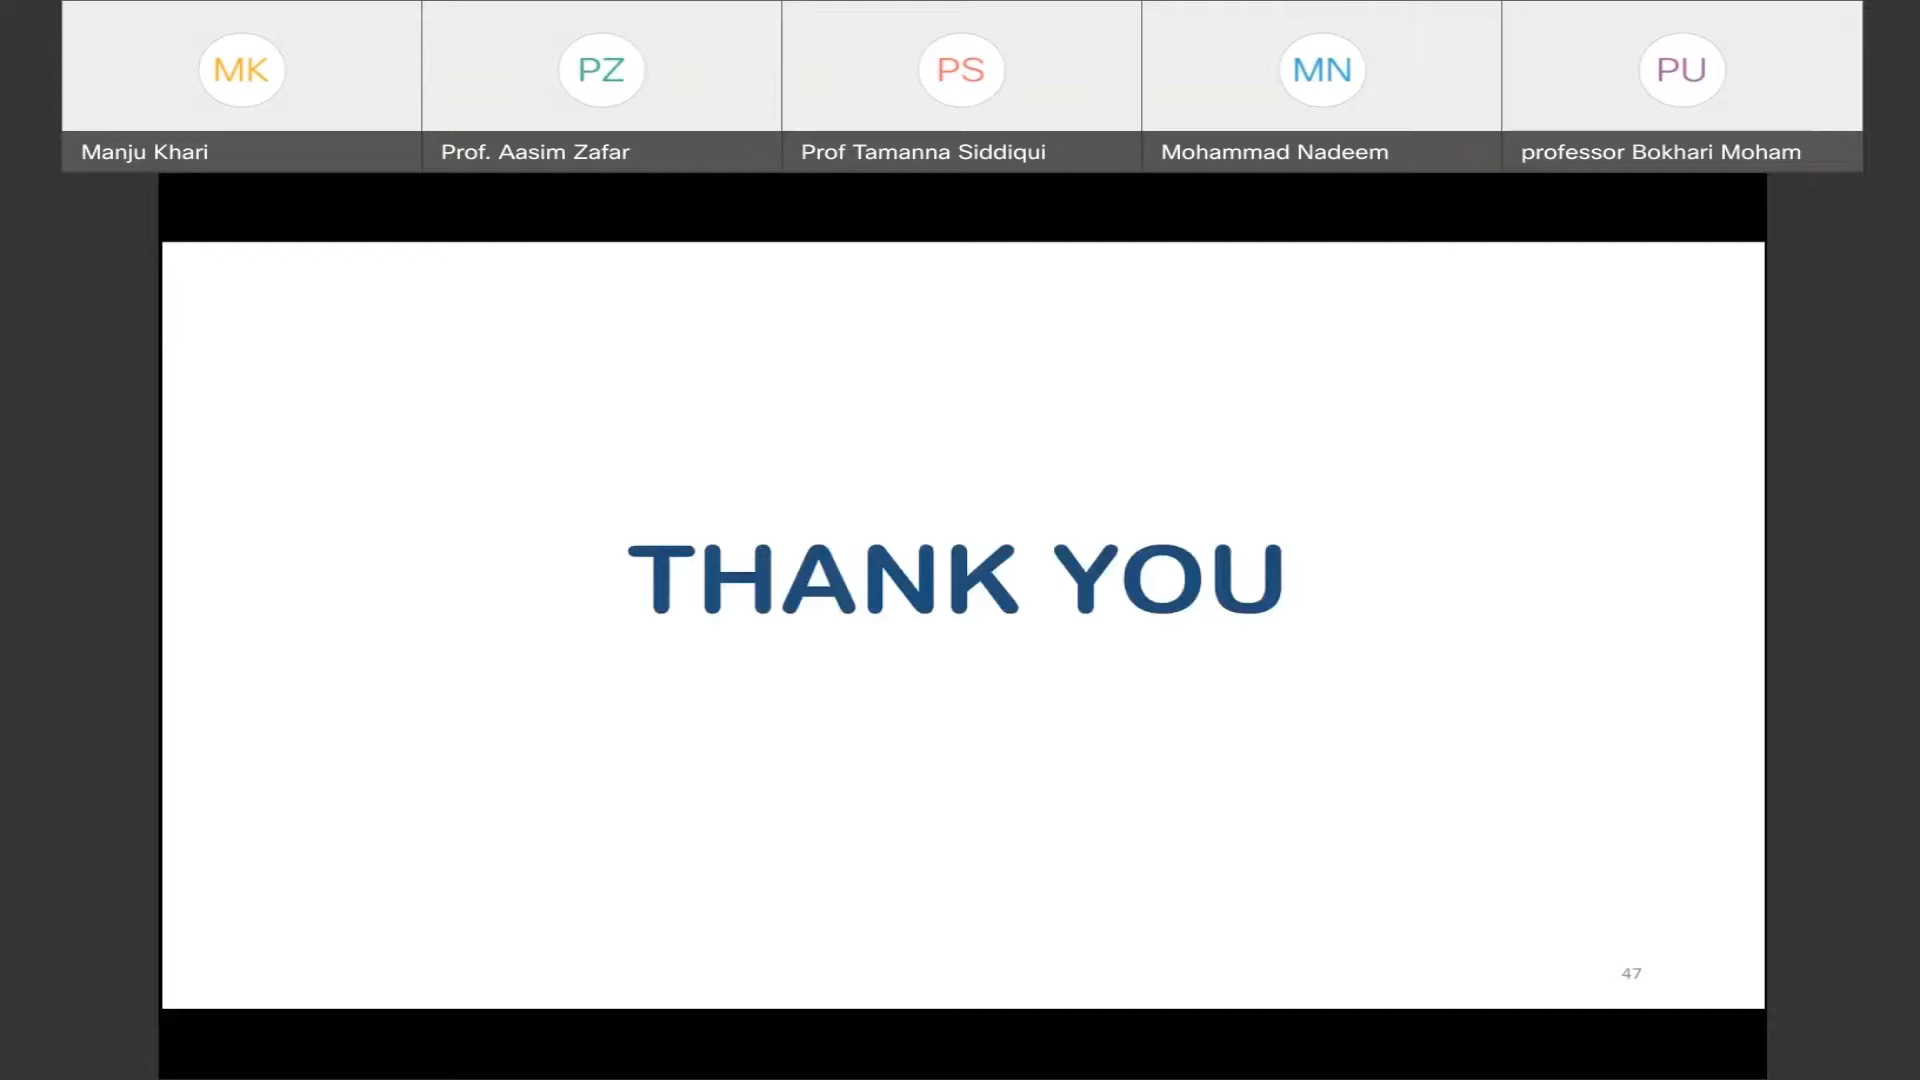 MK
PZ
PS
MN
PU
Manju Khari
Prof. Aasim Zafar
Prof Tamanna Siddiqui
Mohammad Nadeem
professor Bokhari Moham
THANK YOU
47